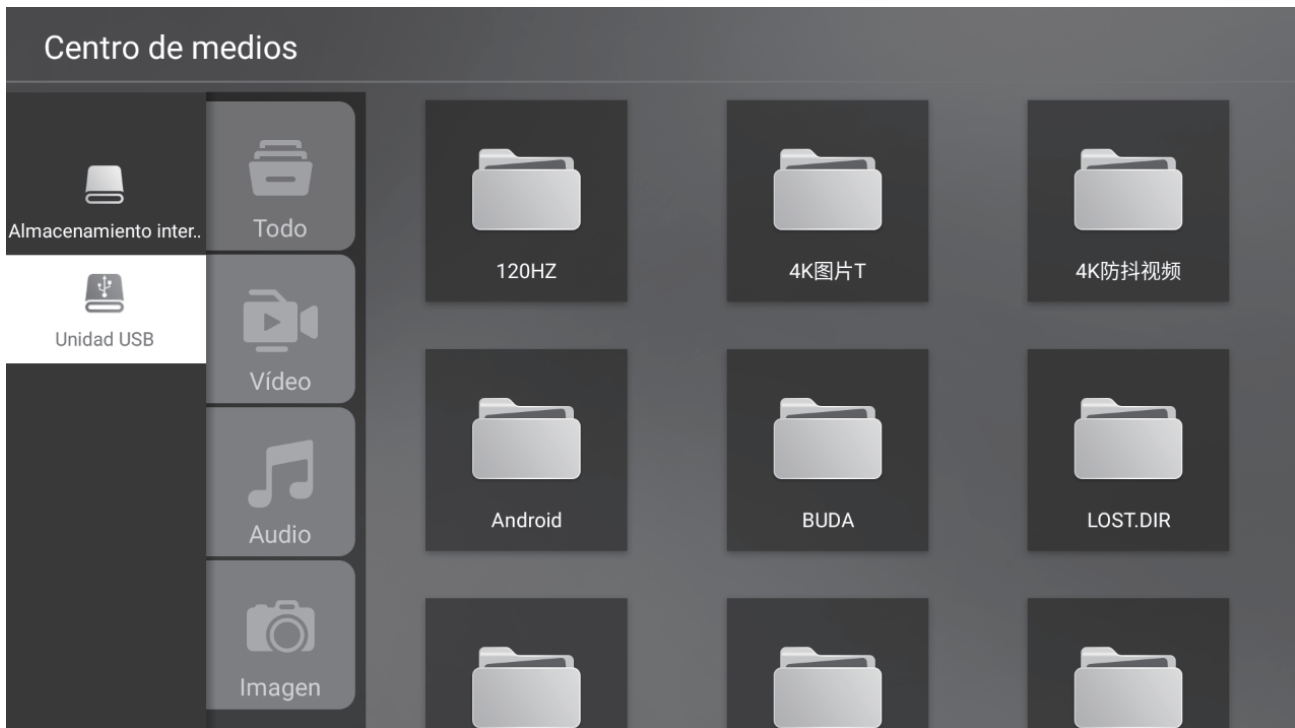 Centro de medios
Almacenamiento inter..
Unidad USB
Todo
Vídeo
Audio
Imagen
120HZ
4K图片T
4K防抖视频
Android
BUDA
LOST.DIR